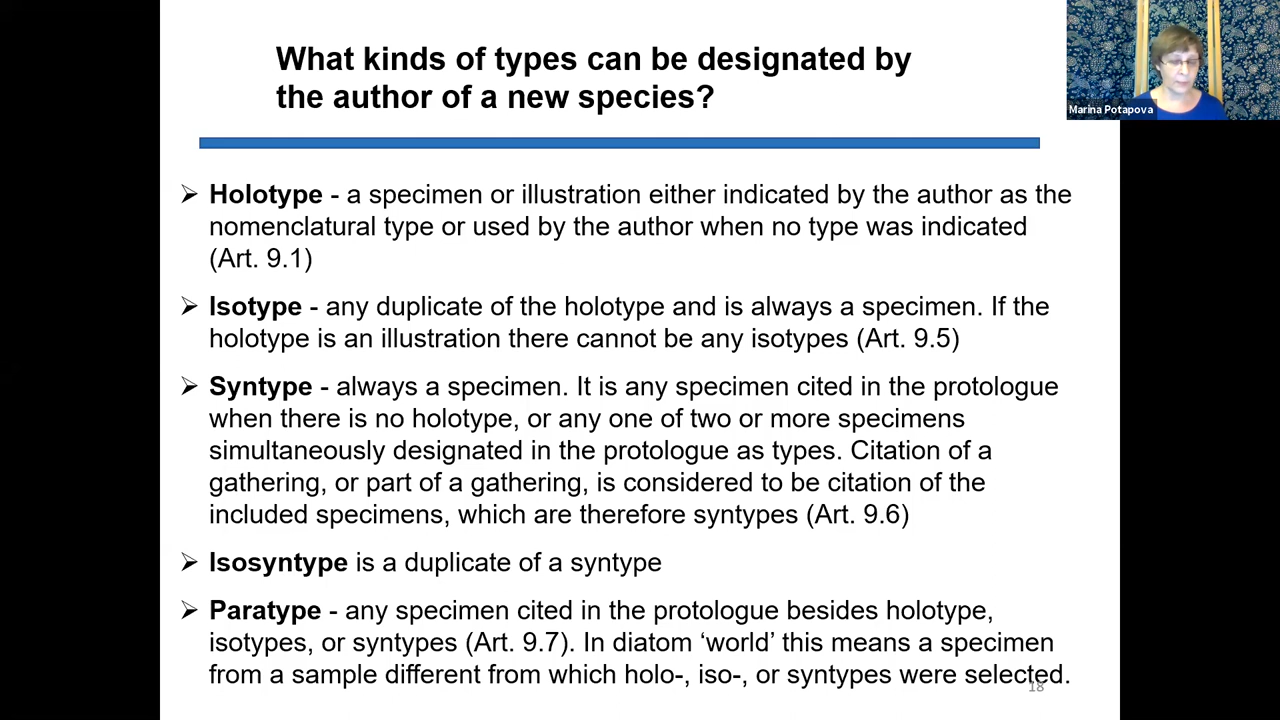 What kinds of types can be designated by
the author of a new species?
Marina Potapova
➢ Holotype - a specimen or illustration either indicated by the author as the
nomenclatural type or used by the author when no type was indicated
(Art. 9.1)
➢ Isotype - any duplicate of the holotype and is always a specimen. If the
holotype is an illustration there cannot be any isotypes (Art. 9.5)
➢ Syntype - always a specimen. It is any specimen cited in the protologue
when there is no holotype, or any one of two or more specimens
simultaneously designated in the protologue as types. Citation of a
gathering, or part of a gathering, is considered to be citation of the
included specimens, which are therefore syntypes (Art. 9.6)
➢ Isosyntype is a duplicate of a syntype
➢ Paratype - any specimen cited in the protologue besides holotype,
isotypes, or syntypes (Art. 9.7). In diatom ‘world’ this means a specimen
from a sample different from which holo-, iso-, or syntypes were selected.
18